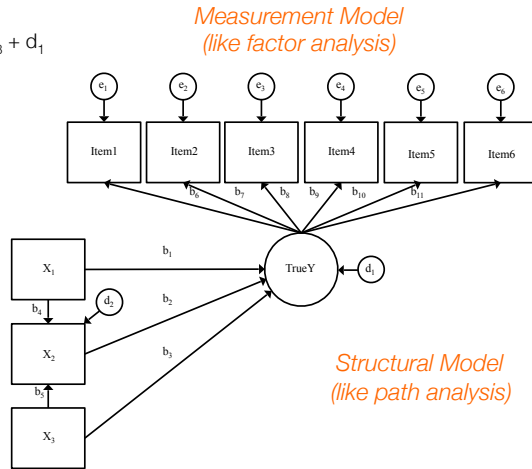 Measurement Model
(like factor analysis)
₃ + d₁
e₁ e₂ e₃ e₄ e₅ e₆
Item1 Item2 Item3 Item4 Item5 Item6
b₆ b₇ b₈ b₉ b₁₀ b₁₁
TrueY
d₁
X₁
b₁
b₄
d₂
b₂
X₂
b₃
b₅
X₃
Structural Model
(like path analysis)